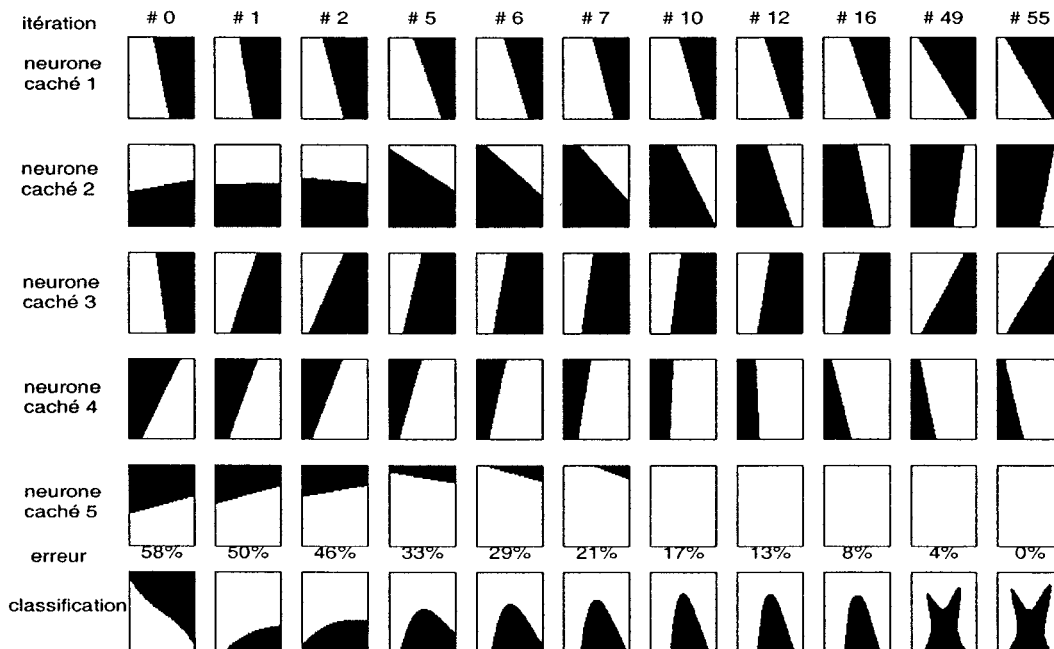 itération # 0 # 1 # 2 # 5 # 6 # 7 # 10 # 12 # 16 # 49 # 55
neurone
caché 1
neurone
caché 2
neurone
caché 3
neurone
caché 4
neurone
caché 5
erreur 58% 50% 46% 33% 29% 21% 17% 13% 8% 4% 0%
classification